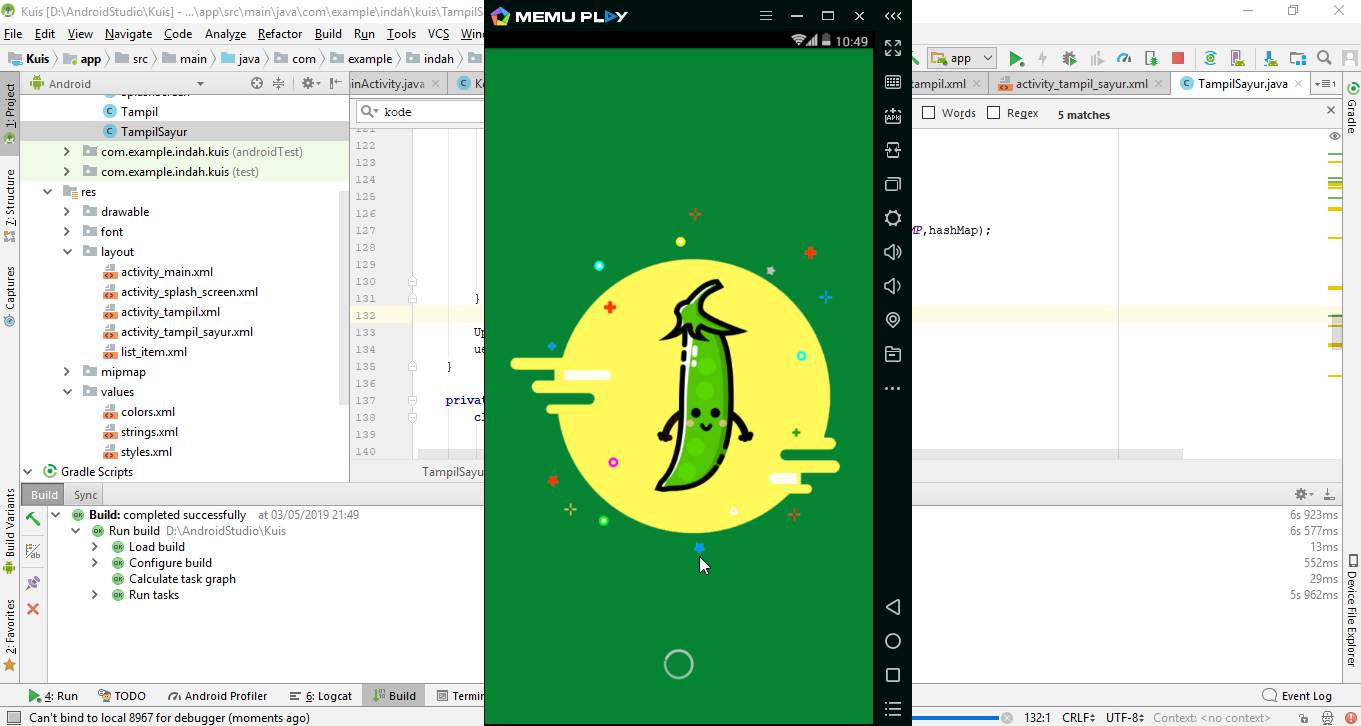 Kuis [D:\AndroidStudio\Kuis] - ...\app\src\main\java\com\example\indah\kuis\TampilS
MEMU PLAY
File Edit View Navigate Code Analyze Refactor Build Run Tools VCS Win
10:49
Kuis app src main java com example indah
app
Android
inActivity.java
tampil.xml
activity_tampil_sayur.xml
TampilSayur.java
1
1: Project
7: Structure
Captures
Build Variants
2: Favorites
Tampil
TampilSayur
com.example.indah.kuis (androidTest)
com.example.indah.kuis (test)
res
drawable
font
layout
activity_main.xml
activity_splash_screen.xml
activity_tampil.xml
activity_tampil_sayur.xml
list_item.xml
mipmap
values
colors.xml
strings.xml
styles.xml
Gradle Scripts
kode
Words
Regex
5 matches
122
123
124
125
126
127
MP,hashMap);
128
129
130
131 }
132
133 Up
134 ue
135 }
136
137 privat
138 cl
139
140
TampilSayu
APK
Gradle
Device File Explorer
Build Sync
Build: completed successfully at 03/05/2019 21:49
6s 923ms
Run build D:\AndroidStudio\Kuis
6s 577ms
Load build
13ms
Configure build
552ms
Calculate task graph
29ms
Run tasks
5s 962ms
4: Run TODO Android Profiler 6: Logcat Build Termi
Event Log
Can't bind to local 8967 for debugger (moments ago)
132:1 CRLF UTF-8 Context: <no context>